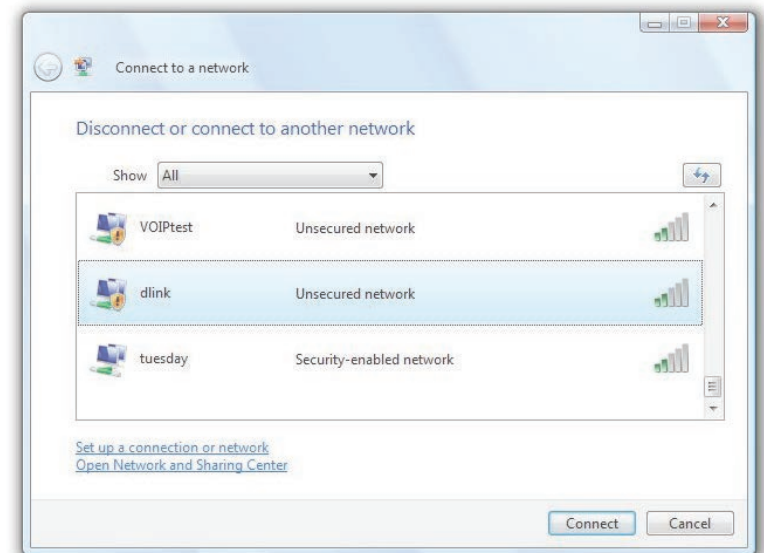 Connect to a network
Disconnect or connect to another network
Show All
VOIPtest Unsecured network
dlink Unsecured network
tuesday Security-enabled network
Set up a connection or network
Open Network and Sharing Center
Connect Cancel